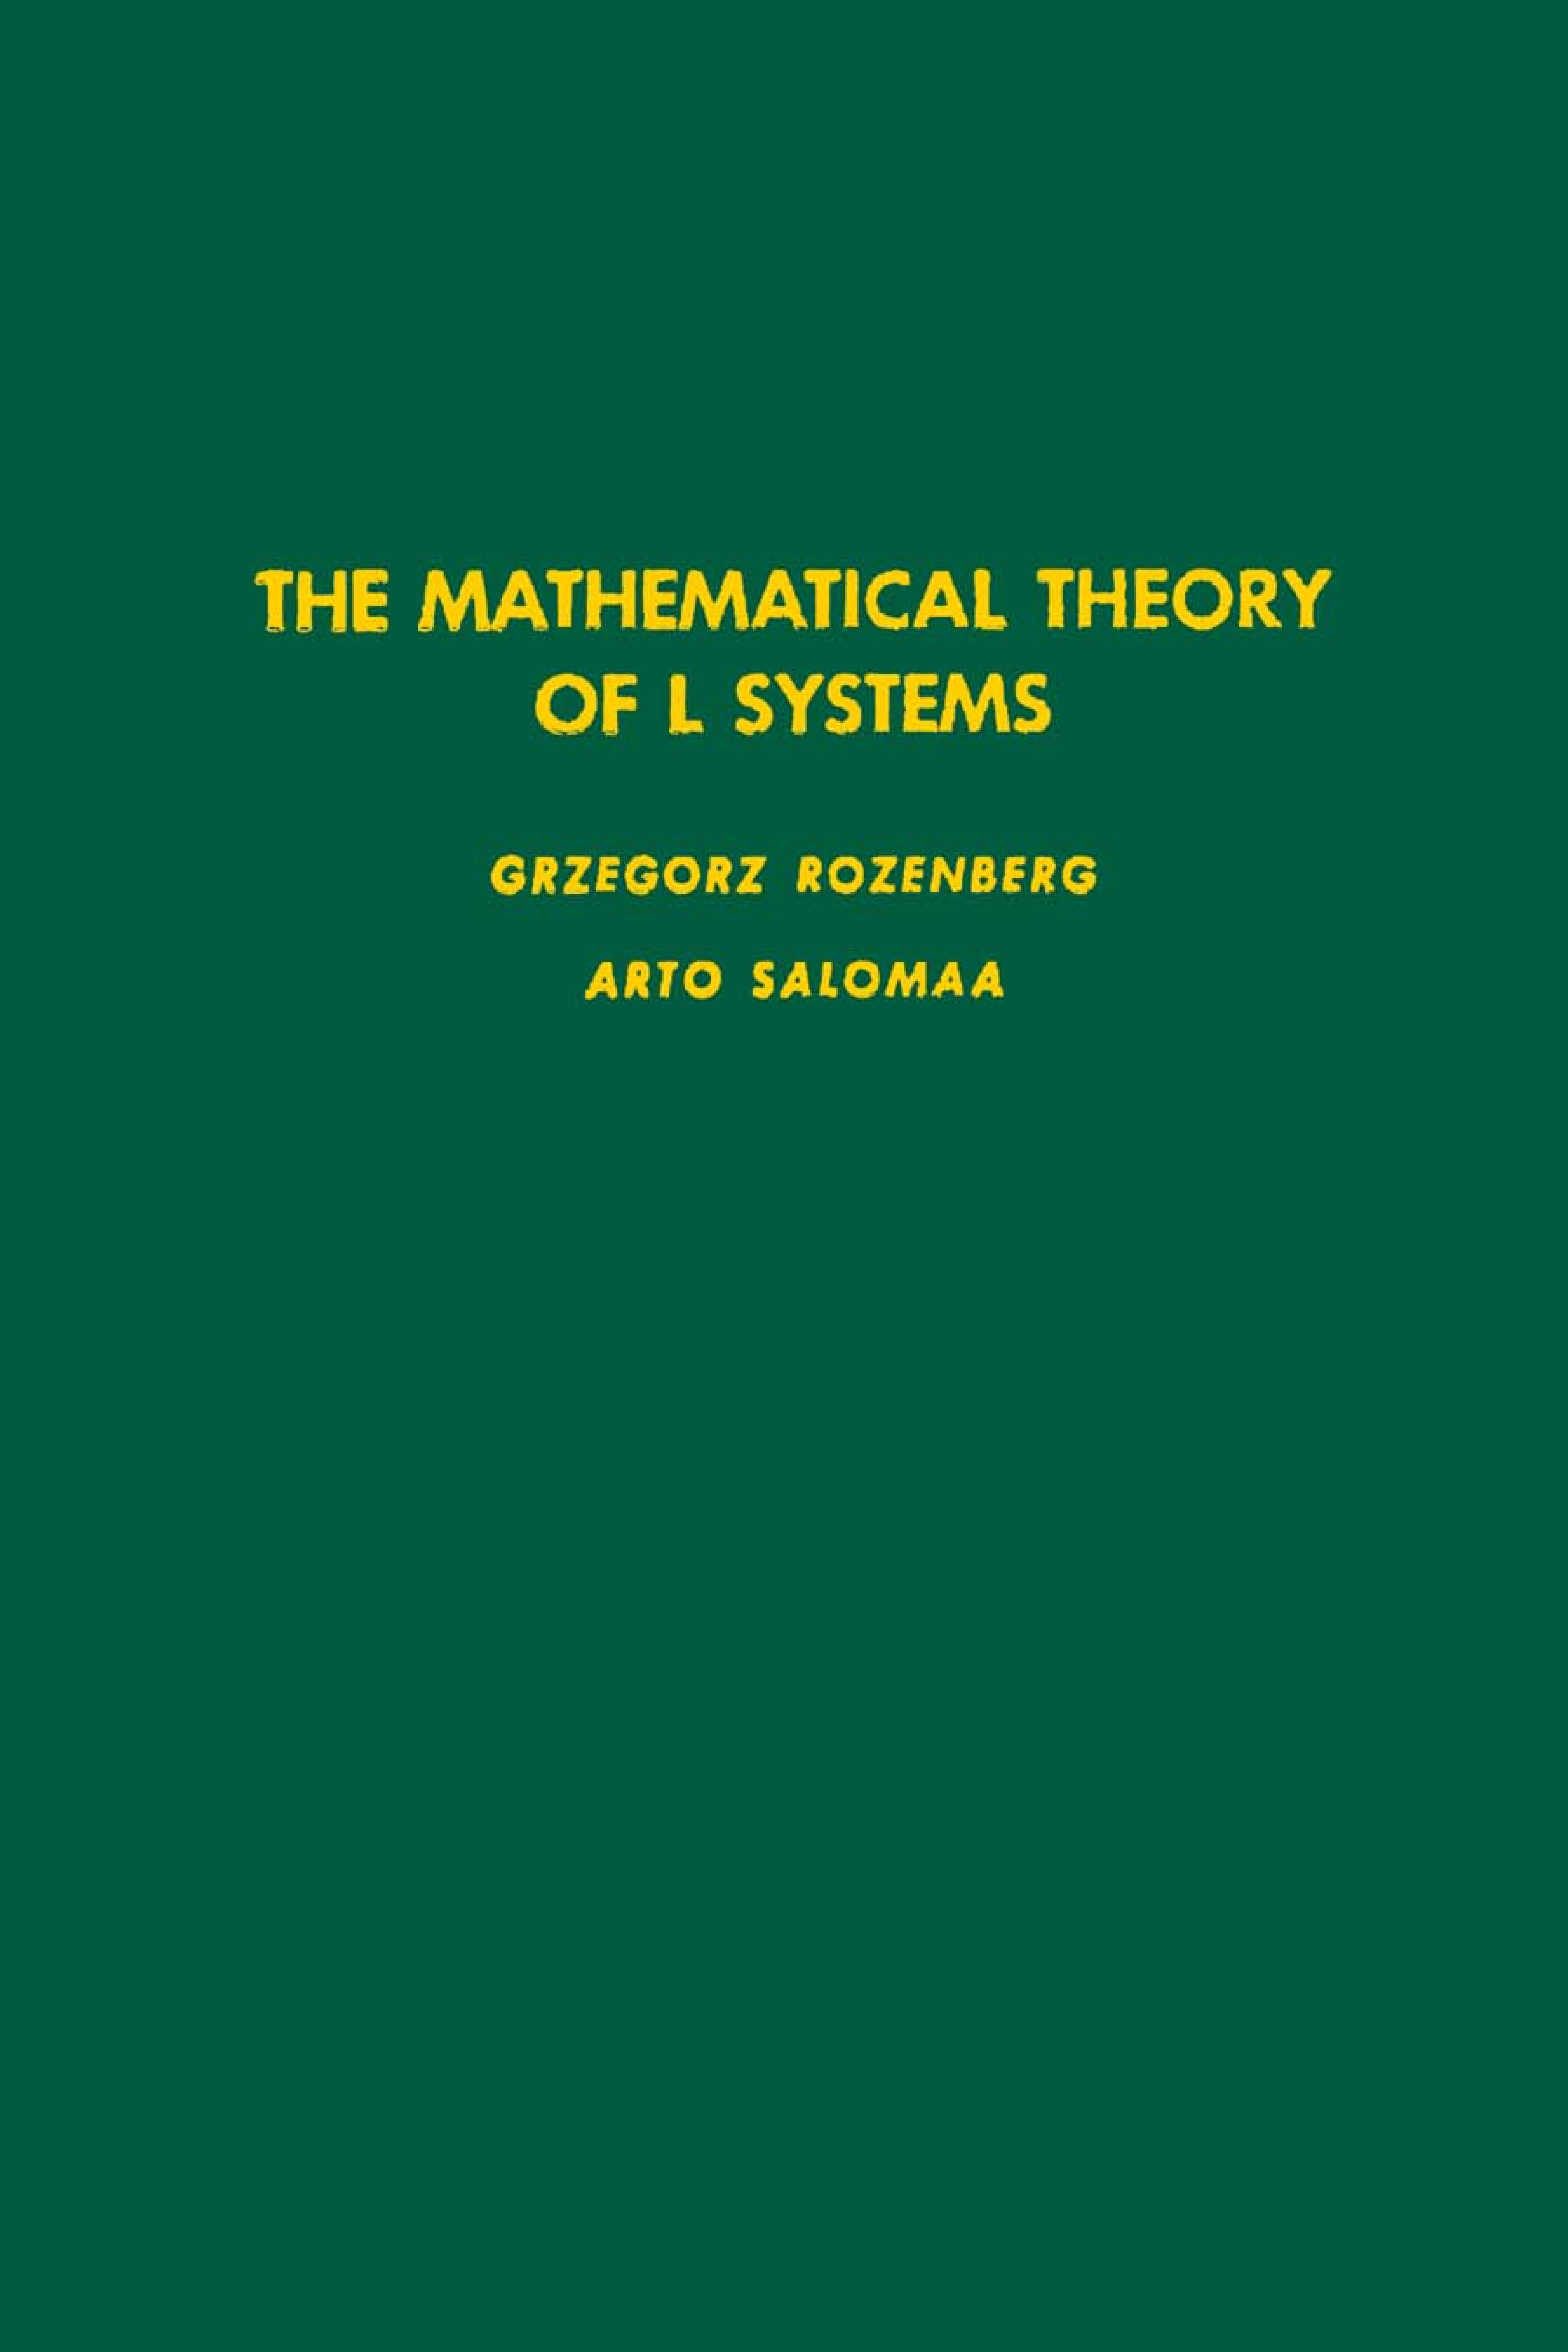 THE MATHEMATICAL THEORY
OF L SYSTEMS
GRZEGORZ ROZENBERG
ARTO SALOMAA